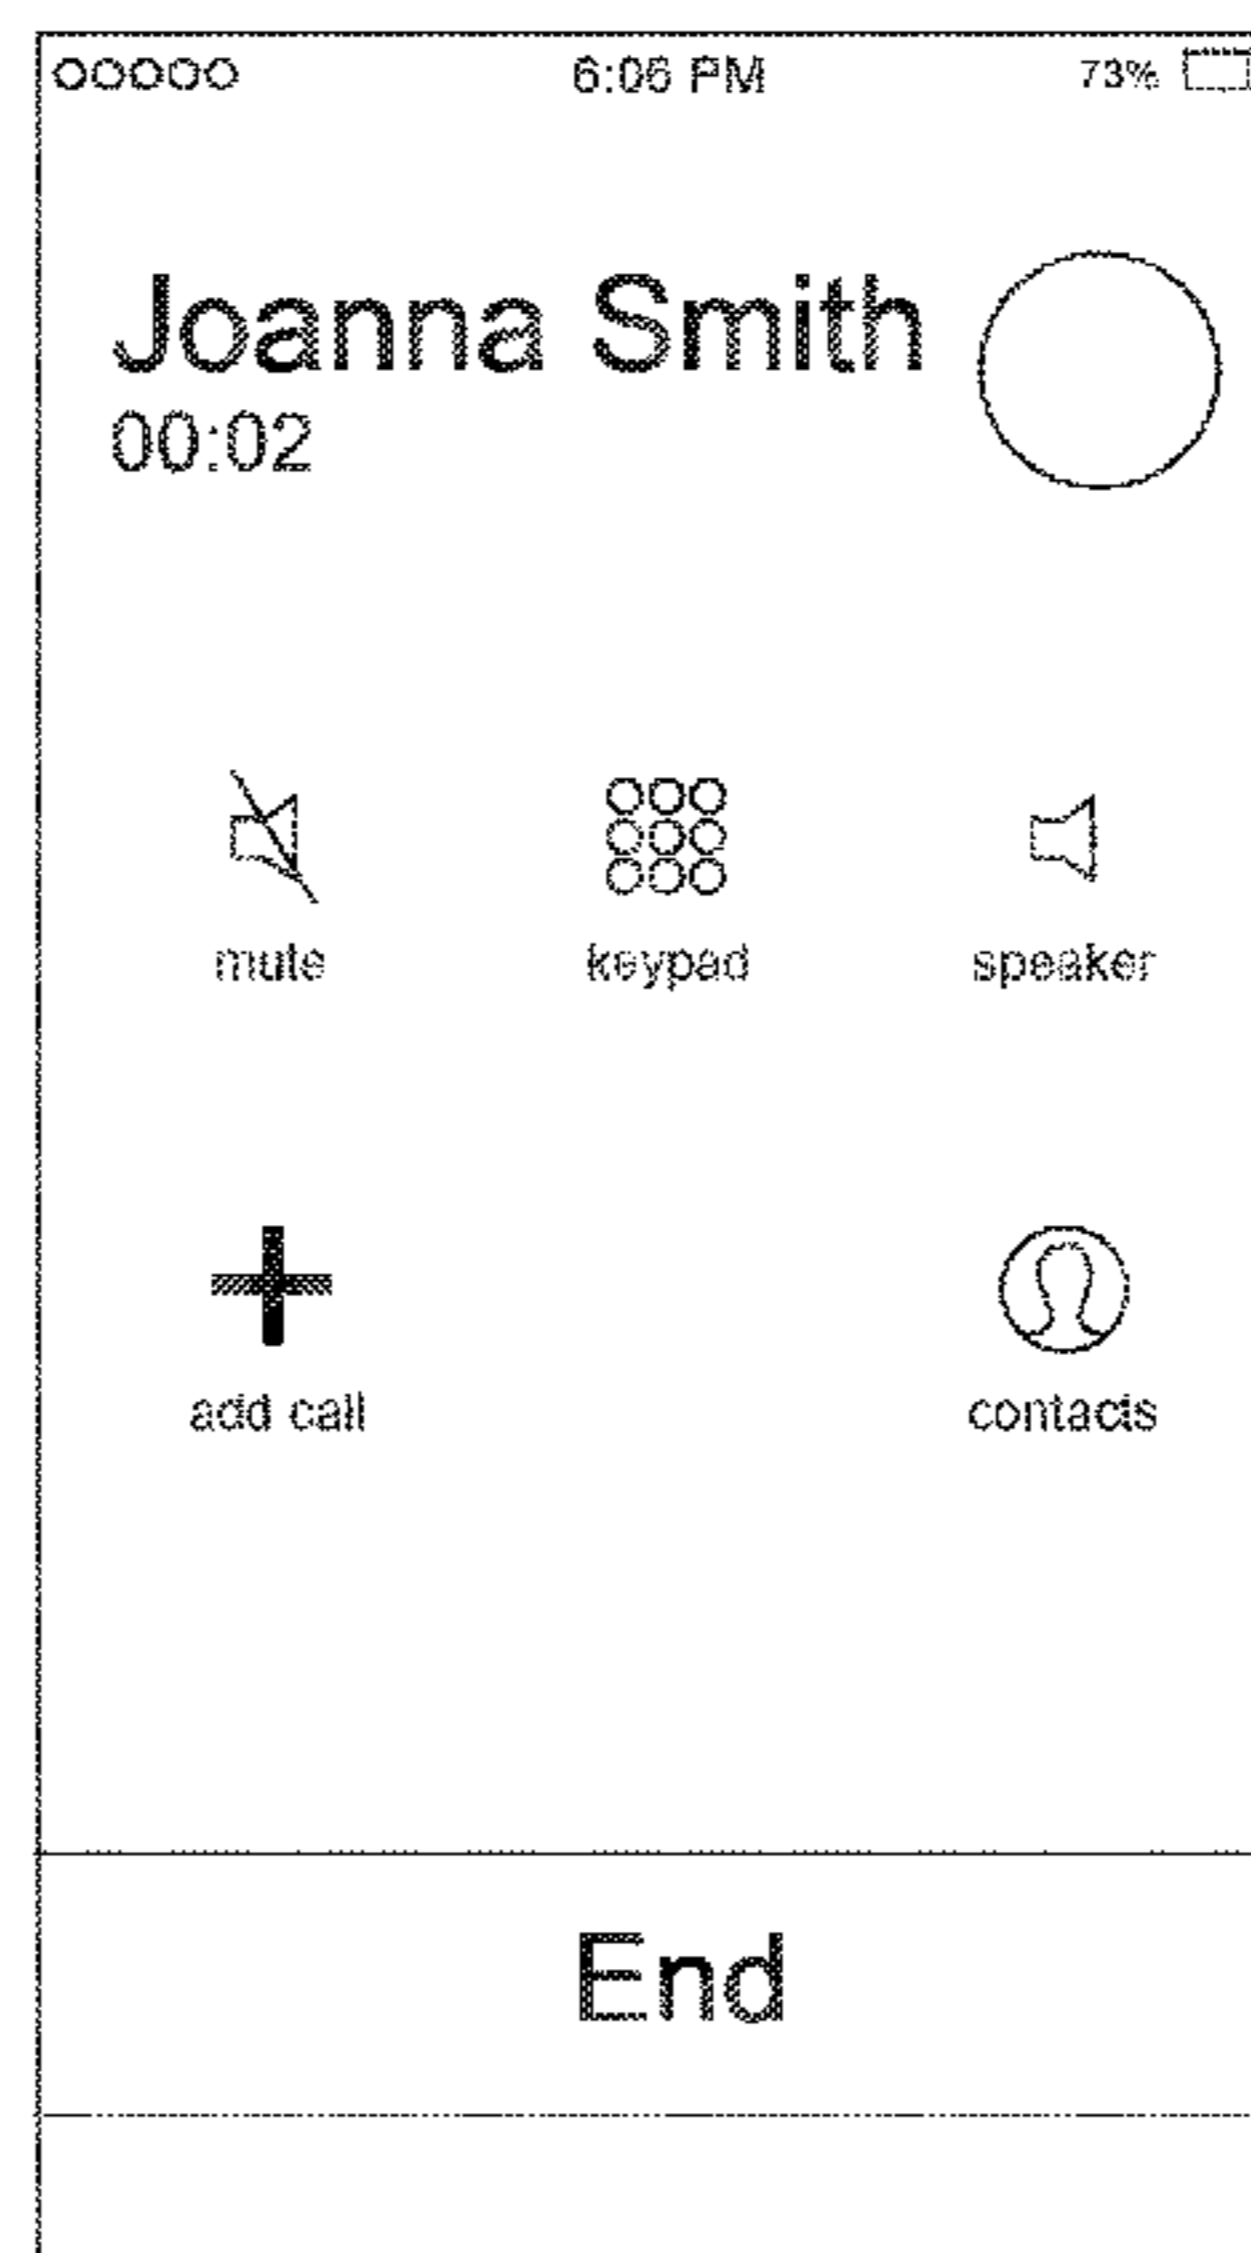 6:06 PM 73%
Joanna Smith
00:02
mute keypad speaker
add call contacts
End